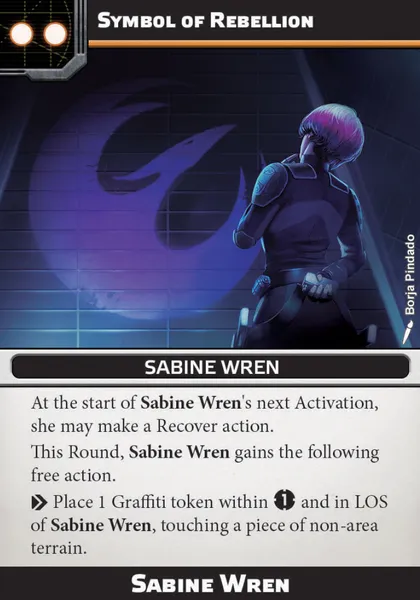 Symbol of Rebellion
Borja Pindado
SABINE WREN
At the start of Sabine Wren's next Activation,
she may make a Recover action.
This Round, Sabine Wren gains the following
free action.
Place 1 Graffiti token within 1 and in LOS
of Sabine Wren, touching a piece of non-area
terrain.
Sabine Wren